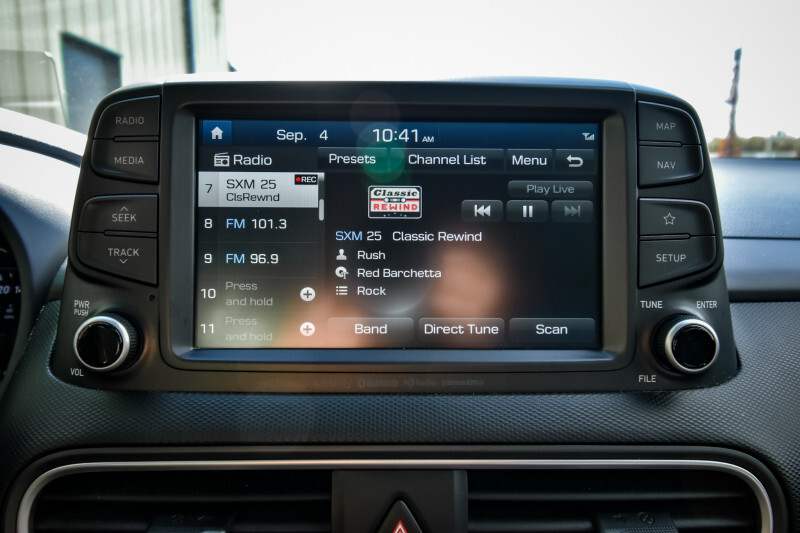 RADIO
MEDIA
SEEK
TRACK
PWR
PUSH
VOL
Sep. 4 10:41 AM
Radio Presets Channel List Menu
7 SXM 25 REC
ClsRewnd
8 FM 101.3
9 FM 96.9
10 Press
and hold
11 Press
and hold
Classic
REWIND
Play Live
SXM 25 Classic Rewind
Rush
Red Barchetta
Rock
Band Direct Tune Scan
MAP
NAV
SETUP
TUNE ENTER
FILE